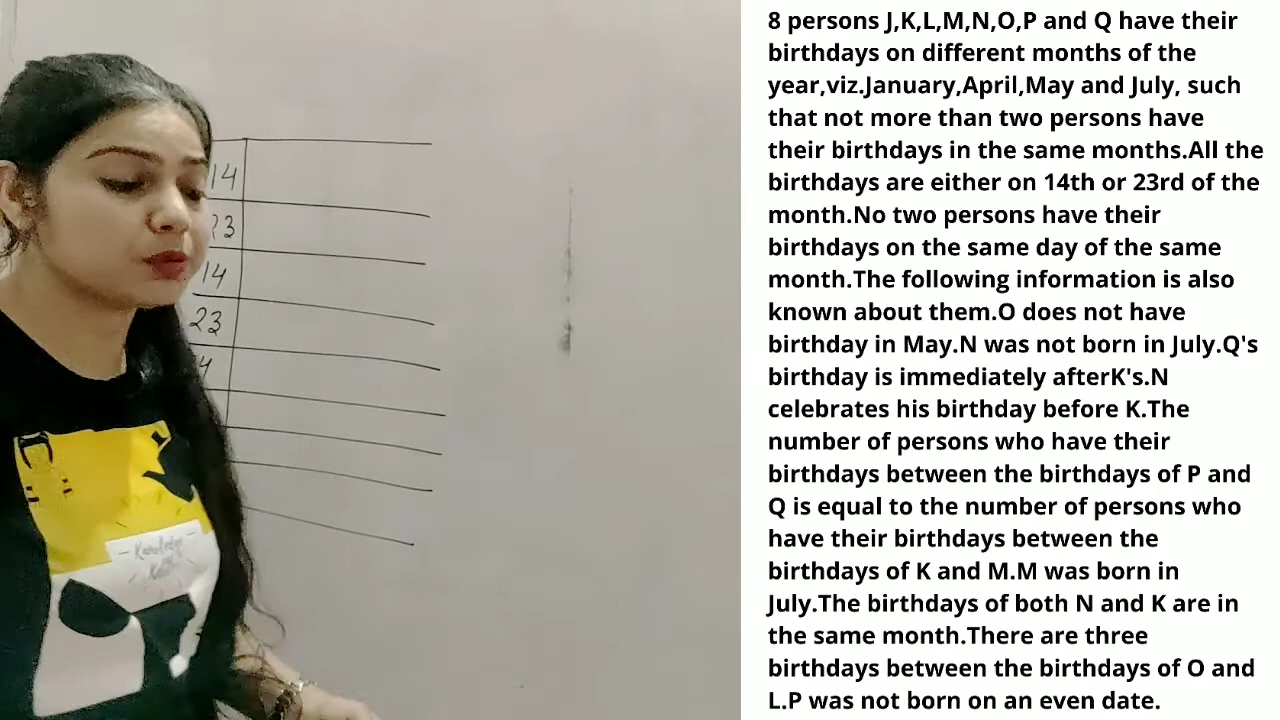 14
23
14
23
4
Knowledge
8 persons J,K,L,M,N,O,P and Q have their
birthdays on different months of the
year,viz.January,April,May and July, such
that not more than two persons have
their birthdays in the same months.All the
birthdays are either on 14th or 23rd of the
month.No two persons have their
birthdays on the same day of the same
month.The following information is also
known about them.O does not have
birthday in May.N was not born in July.Q's
birthday is immediately afterK's.N
celebrates his birthday before K.The
number of persons who have their
birthdays between the birthdays of P and
Q is equal to the number of persons who
have their birthdays between the
birthdays of K and M.M was born in
July.The birthdays of both N and K are in
the same month.There are three
birthdays between the birthdays of O and
L.P was not born on an even date.